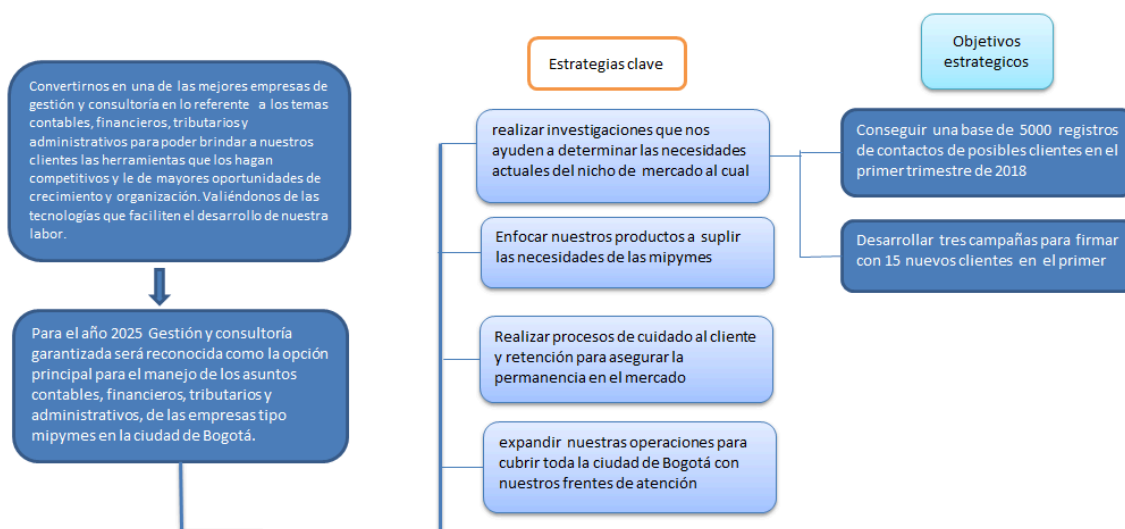 Convertirnos en una de las mejores empresas de
gestión y consultoría en lo referente a los temas
contables, financieros, tributarios y
administrativos para poder brindar a nuestros
clientes las herramientas que los hagan
competitivos y le de mayores oportunidades de
crecimiento y organización. Valiéndonos de las
tecnologías que faciliten el desarrollo de nuestra
labor.
Para el año 2025 Gestión y consultoría
garantizada será reconocida como la opción
principal para el manejo de los asuntos
contables, financieros, tributarios y
administrativos, de las empresas tipo
mipymes en la ciudad de Bogotá.
Estrategias clave
realizar investigaciones que nos
ayuden a determinar las necesidades
actuales del nicho de mercado al cual
Enfocar nuestros productos a suplir
las necesidades de las mipymes
Realizar procesos de cuidado al cliente
y retención para asegurar la
permanencia en el mercado
expandir nuestras operaciones para
cubrir toda la ciudad de Bogotá con
nuestros frentes de atención
Objetivos
estrategicos
Conseguir una base de 5000 registros
de contactos de posibles clientes en el
primer trimestre de 2018
Desarrollar tres campañas para firmar
con 15 nuevos clientes en el primer